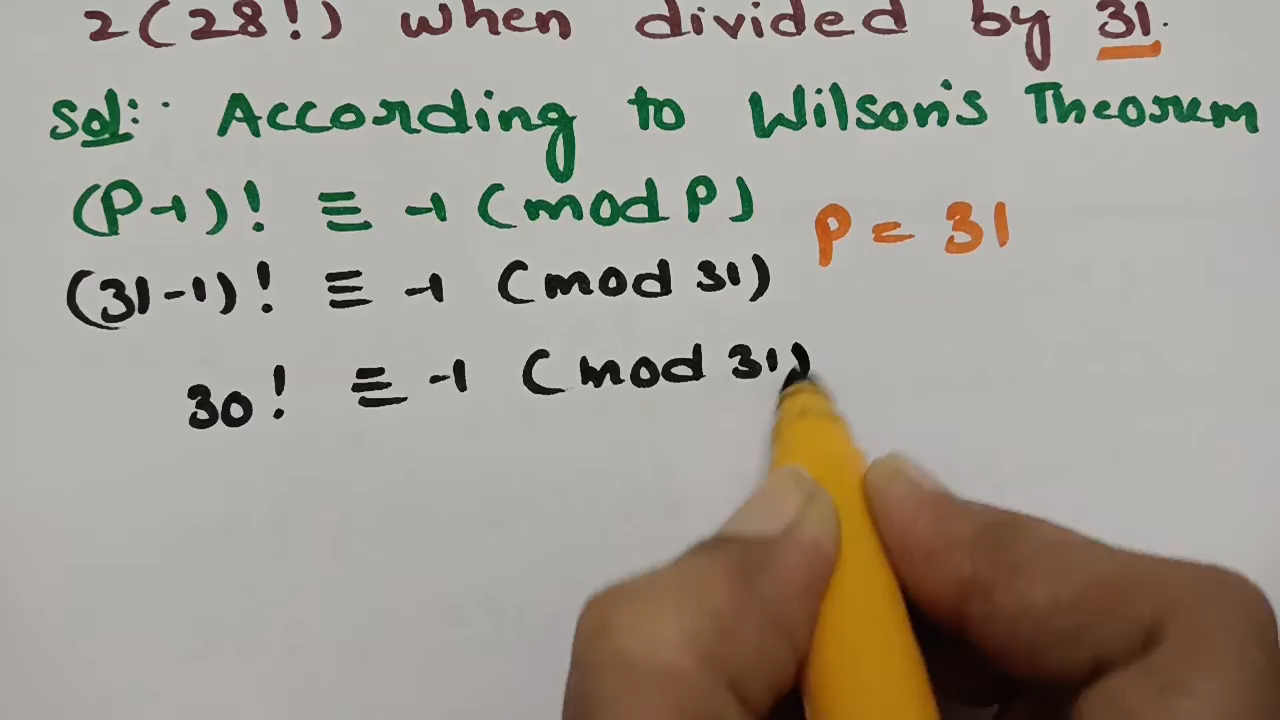 2(28!) when divided by 31.
Sol:- According to Wilson's Theorem
(P-1)! ≡ -1 (mod P) P = 31
(31-1)! ≡ -1 (mod 31)
30! ≡ -1 (mod 31)